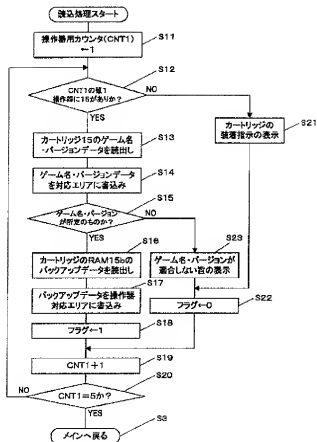 読込処理スタート
S11
操作器用カウンタ(CNT1)
←1
S12
CNT1の値1
操作器に15がありか?
NO
YES
S13
カートリッジ15のゲーム名
・バージョンデータを読出し
S21
カートリッジの
装着指示の表示
S14
ゲーム名・バージョンデータ
を対応エリアに書込み
S15
ゲーム名・バージョン
が所定のものか?
NO
YES
S16
カートリッジのRAM15bの
バックアップデータを読出し
S23
ゲーム名・バージョンが
適合しない旨の表示
S17
バックアップデータを操作器
対応エリアに書込み
S22
フラグ←0
S18
フラグ←1
S19
CNT1+1
S20
NO
CNT1=5か?
YES
S3
メインへ戻る